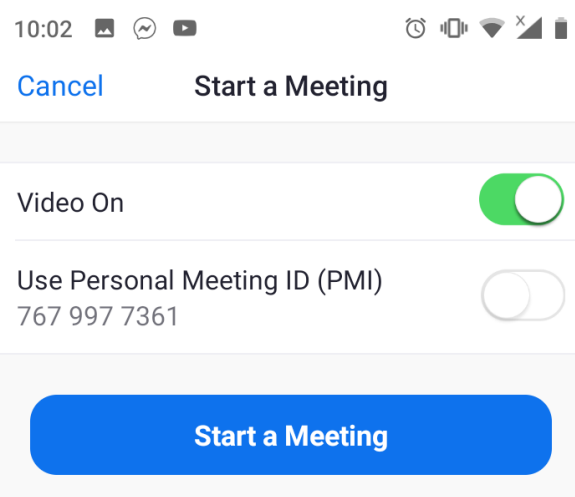 10:02
Cancel Start a Meeting
Video On
Use Personal Meeting ID (PMI)
767 997 7361
Start a Meeting